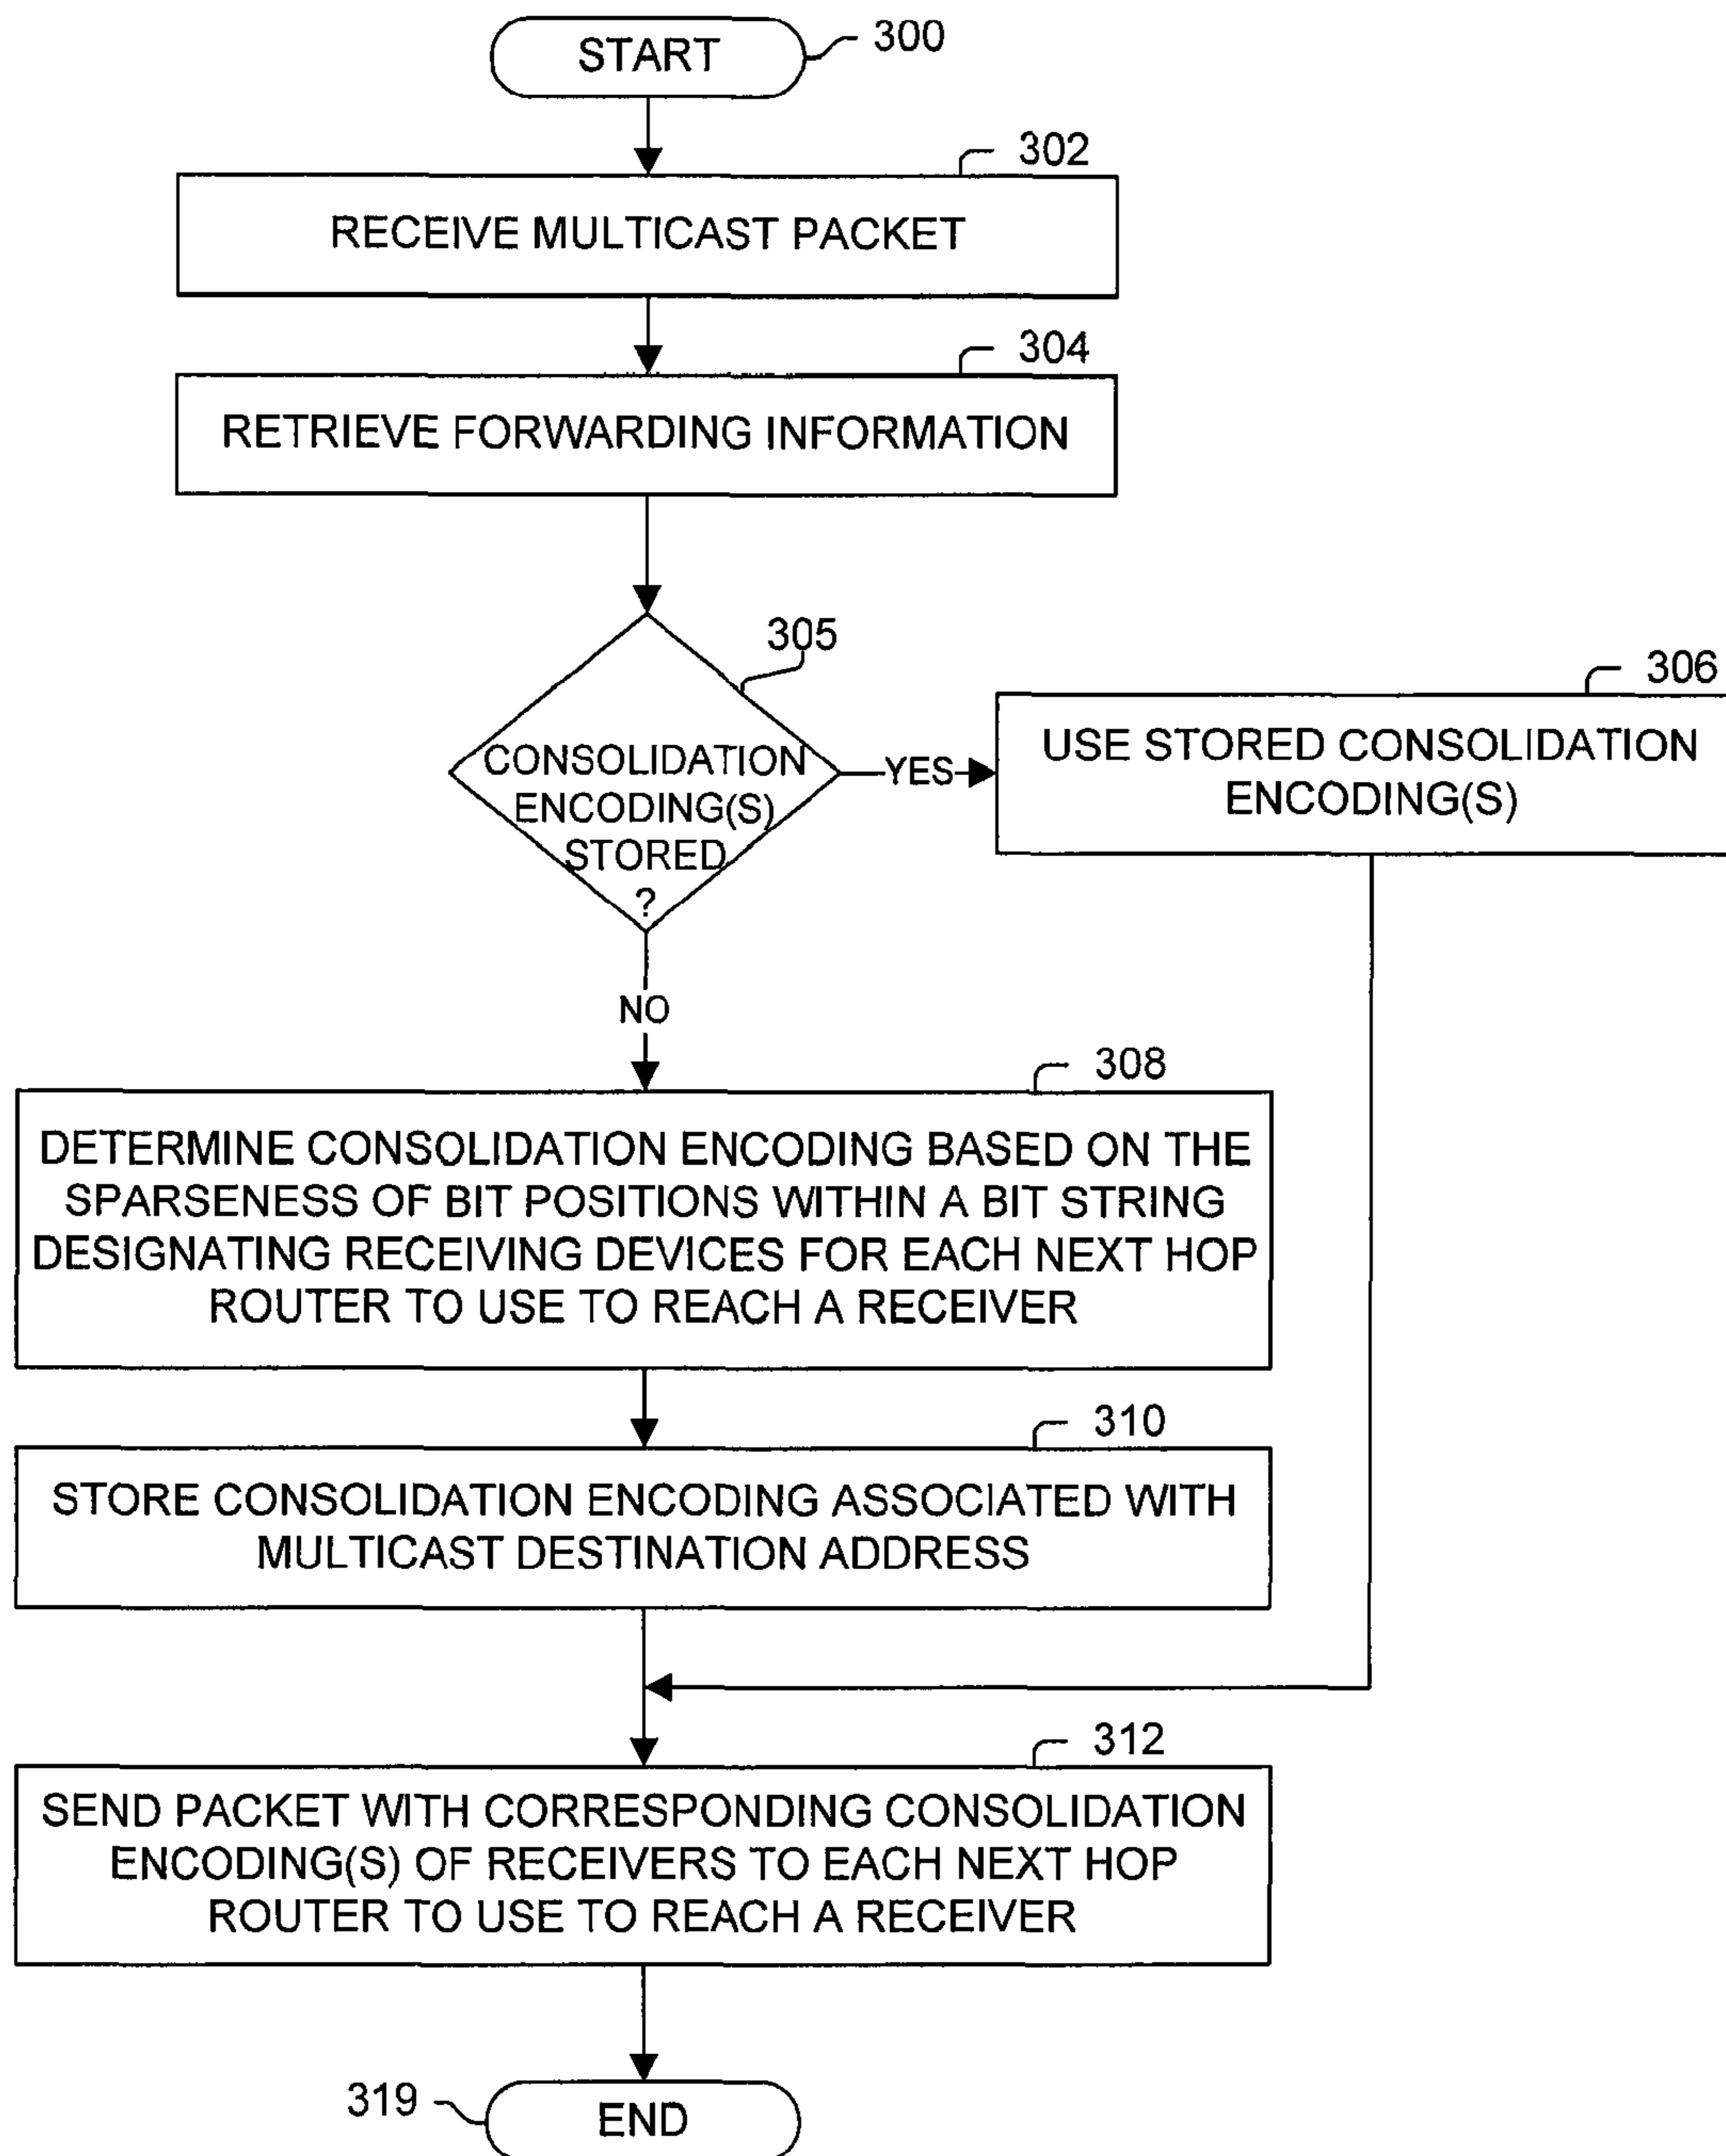 START
300
302
RECEIVE MULTICAST PACKET
304
RETRIEVE FORWARDING INFORMATION
305
CONSOLIDATION
ENCODING(S)
STORED
?
YES
306
USE STORED CONSOLIDATION
ENCODING(S)
NO
308
DETERMINE CONSOLIDATION ENCODING BASED ON THE
SPARSENESS OF BIT POSITIONS WITHIN A BIT STRING
DESIGNATING RECEIVING DEVICES FOR EACH NEXT HOP
ROUTER TO USE TO REACH A RECEIVER
310
STORE CONSOLIDATION ENCODING ASSOCIATED WITH
MULTICAST DESTINATION ADDRESS
312
SEND PACKET WITH CORRESPONDING CONSOLIDATION
ENCODING(S) OF RECEIVERS TO EACH NEXT HOP
ROUTER TO USE TO REACH A RECEIVER
319
END